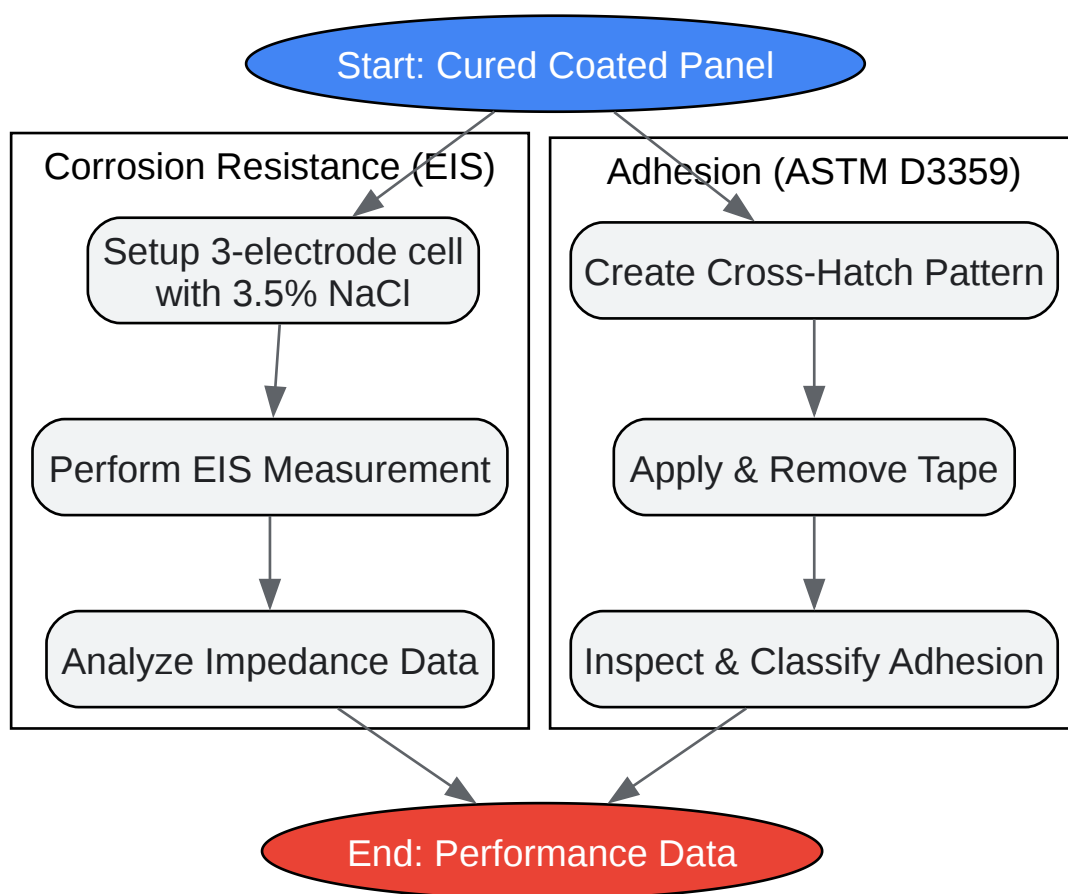 Start: Cured Coated Panel
Corrosion Resistance (EIS)
Setup 3-electrode cell
with 3.5% NaCl
Perform EIS Measurement
Analyze Impedance Data
Adhesion (ASTM D3359)
Create Cross-Hatch Pattern
Apply & Remove Tape
Inspect & Classify Adhesion
End: Performance Data